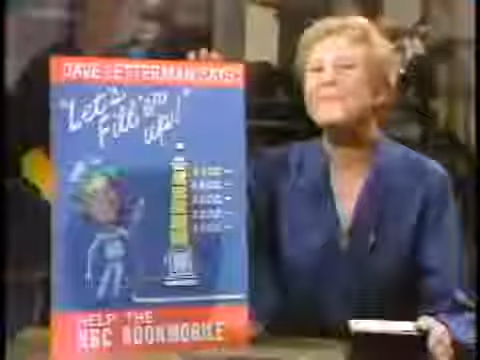 DAVE LETTERMAN SAYS:
"Let's
Fill 'em
up!"
HELP THE
NBC BOOKMOBILE